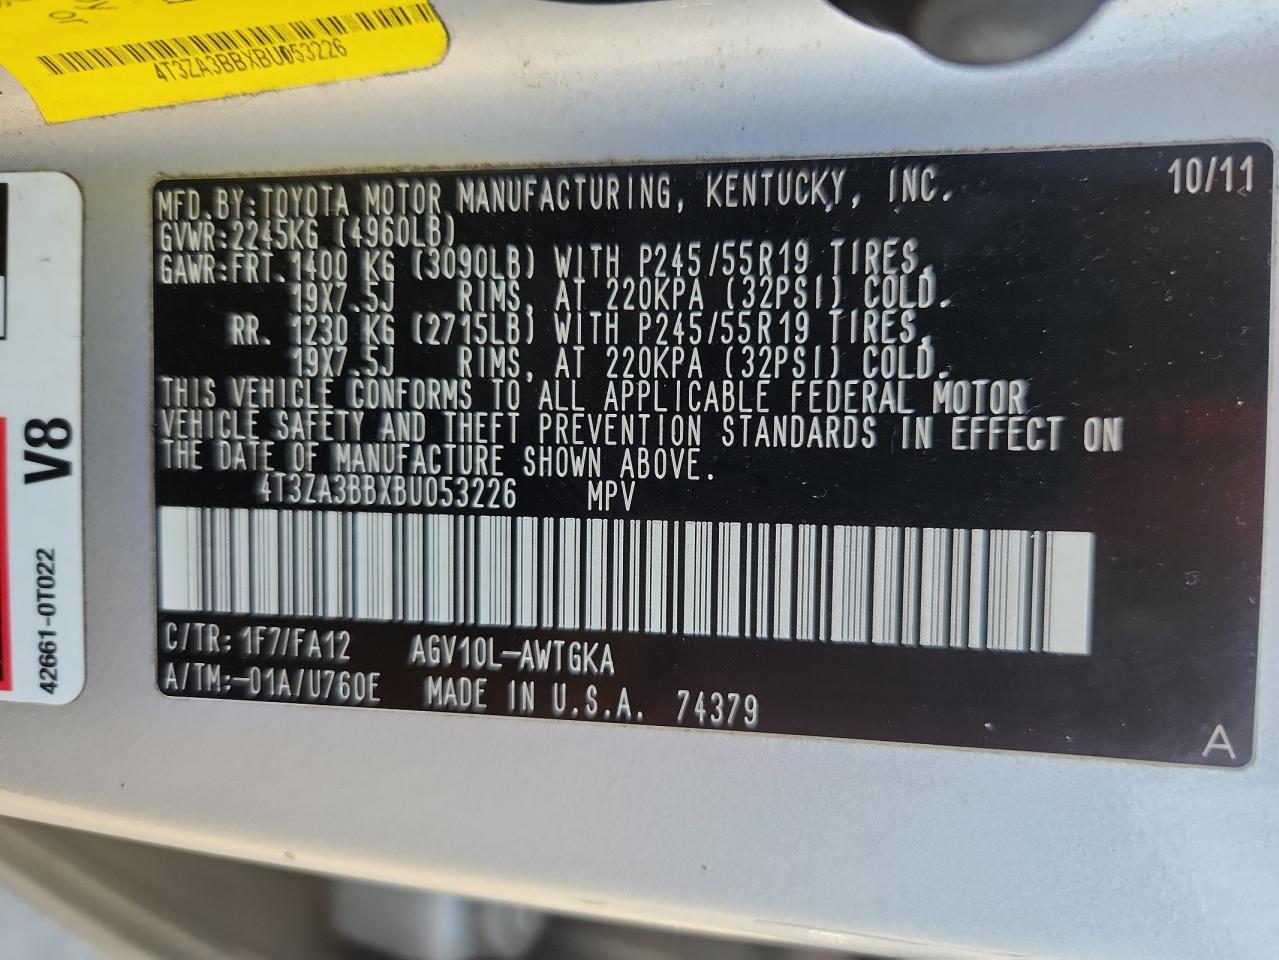 or
4T3ZA3BBXBU053226
MFD.BY:TOYOTA MOTOR MANUFACTURING, KENTUCKY, INC. 10/11
GVWR:2245KG (4960LB)
GAWR:FRT. 1400 KG (3090LB) WITH P245/55R19 TIRES,
19X7.5J RIMS, AT 220KPA (32PSI) COLD.
RR. 1230 KG (2715LB) WITH P245/55R19 TIRES,
19X7.5J RIMS, AT 220KPA (32PSI) COLD.
THIS VEHICLE CONFORMS TO ALL APPLICABLE FEDERAL MOTOR
VEHICLE SAFETY AND THEFT PREVENTION STANDARDS IN EFFECT ON
THE DATE OF MANUFACTURE SHOWN ABOVE.
4T3ZA3BBXBU053226 MPV
C/TR: 1F7/FA12 AGV10L-AWTGKA
A/TM:-01A/U760E MADE IN U.S.A. 74379
A
V8
42661-0T022